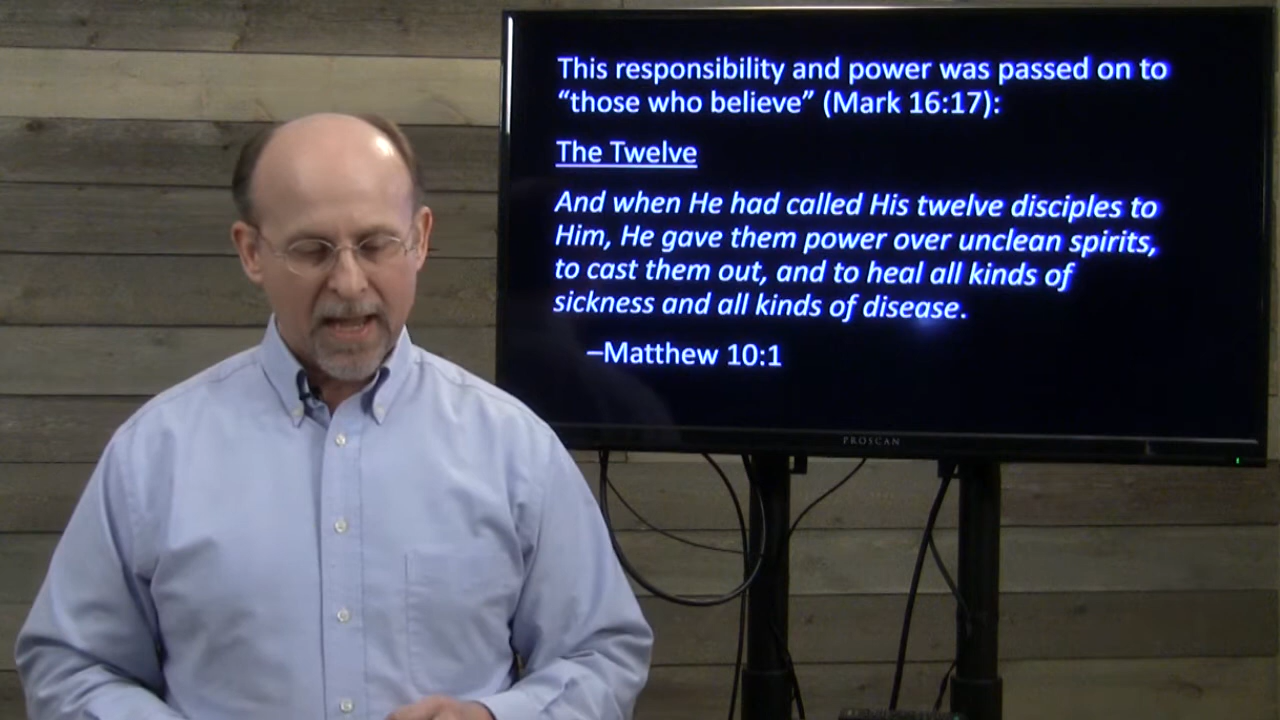 This responsibility and power was passed on to
“those who believe” (Mark 16:17):
The Twelve
And when He had called His twelve disciples to
Him, He gave them power over unclean spirits,
to cast them out, and to heal all kinds of
sickness and all kinds of disease.
–Matthew 10:1
PROSCAN